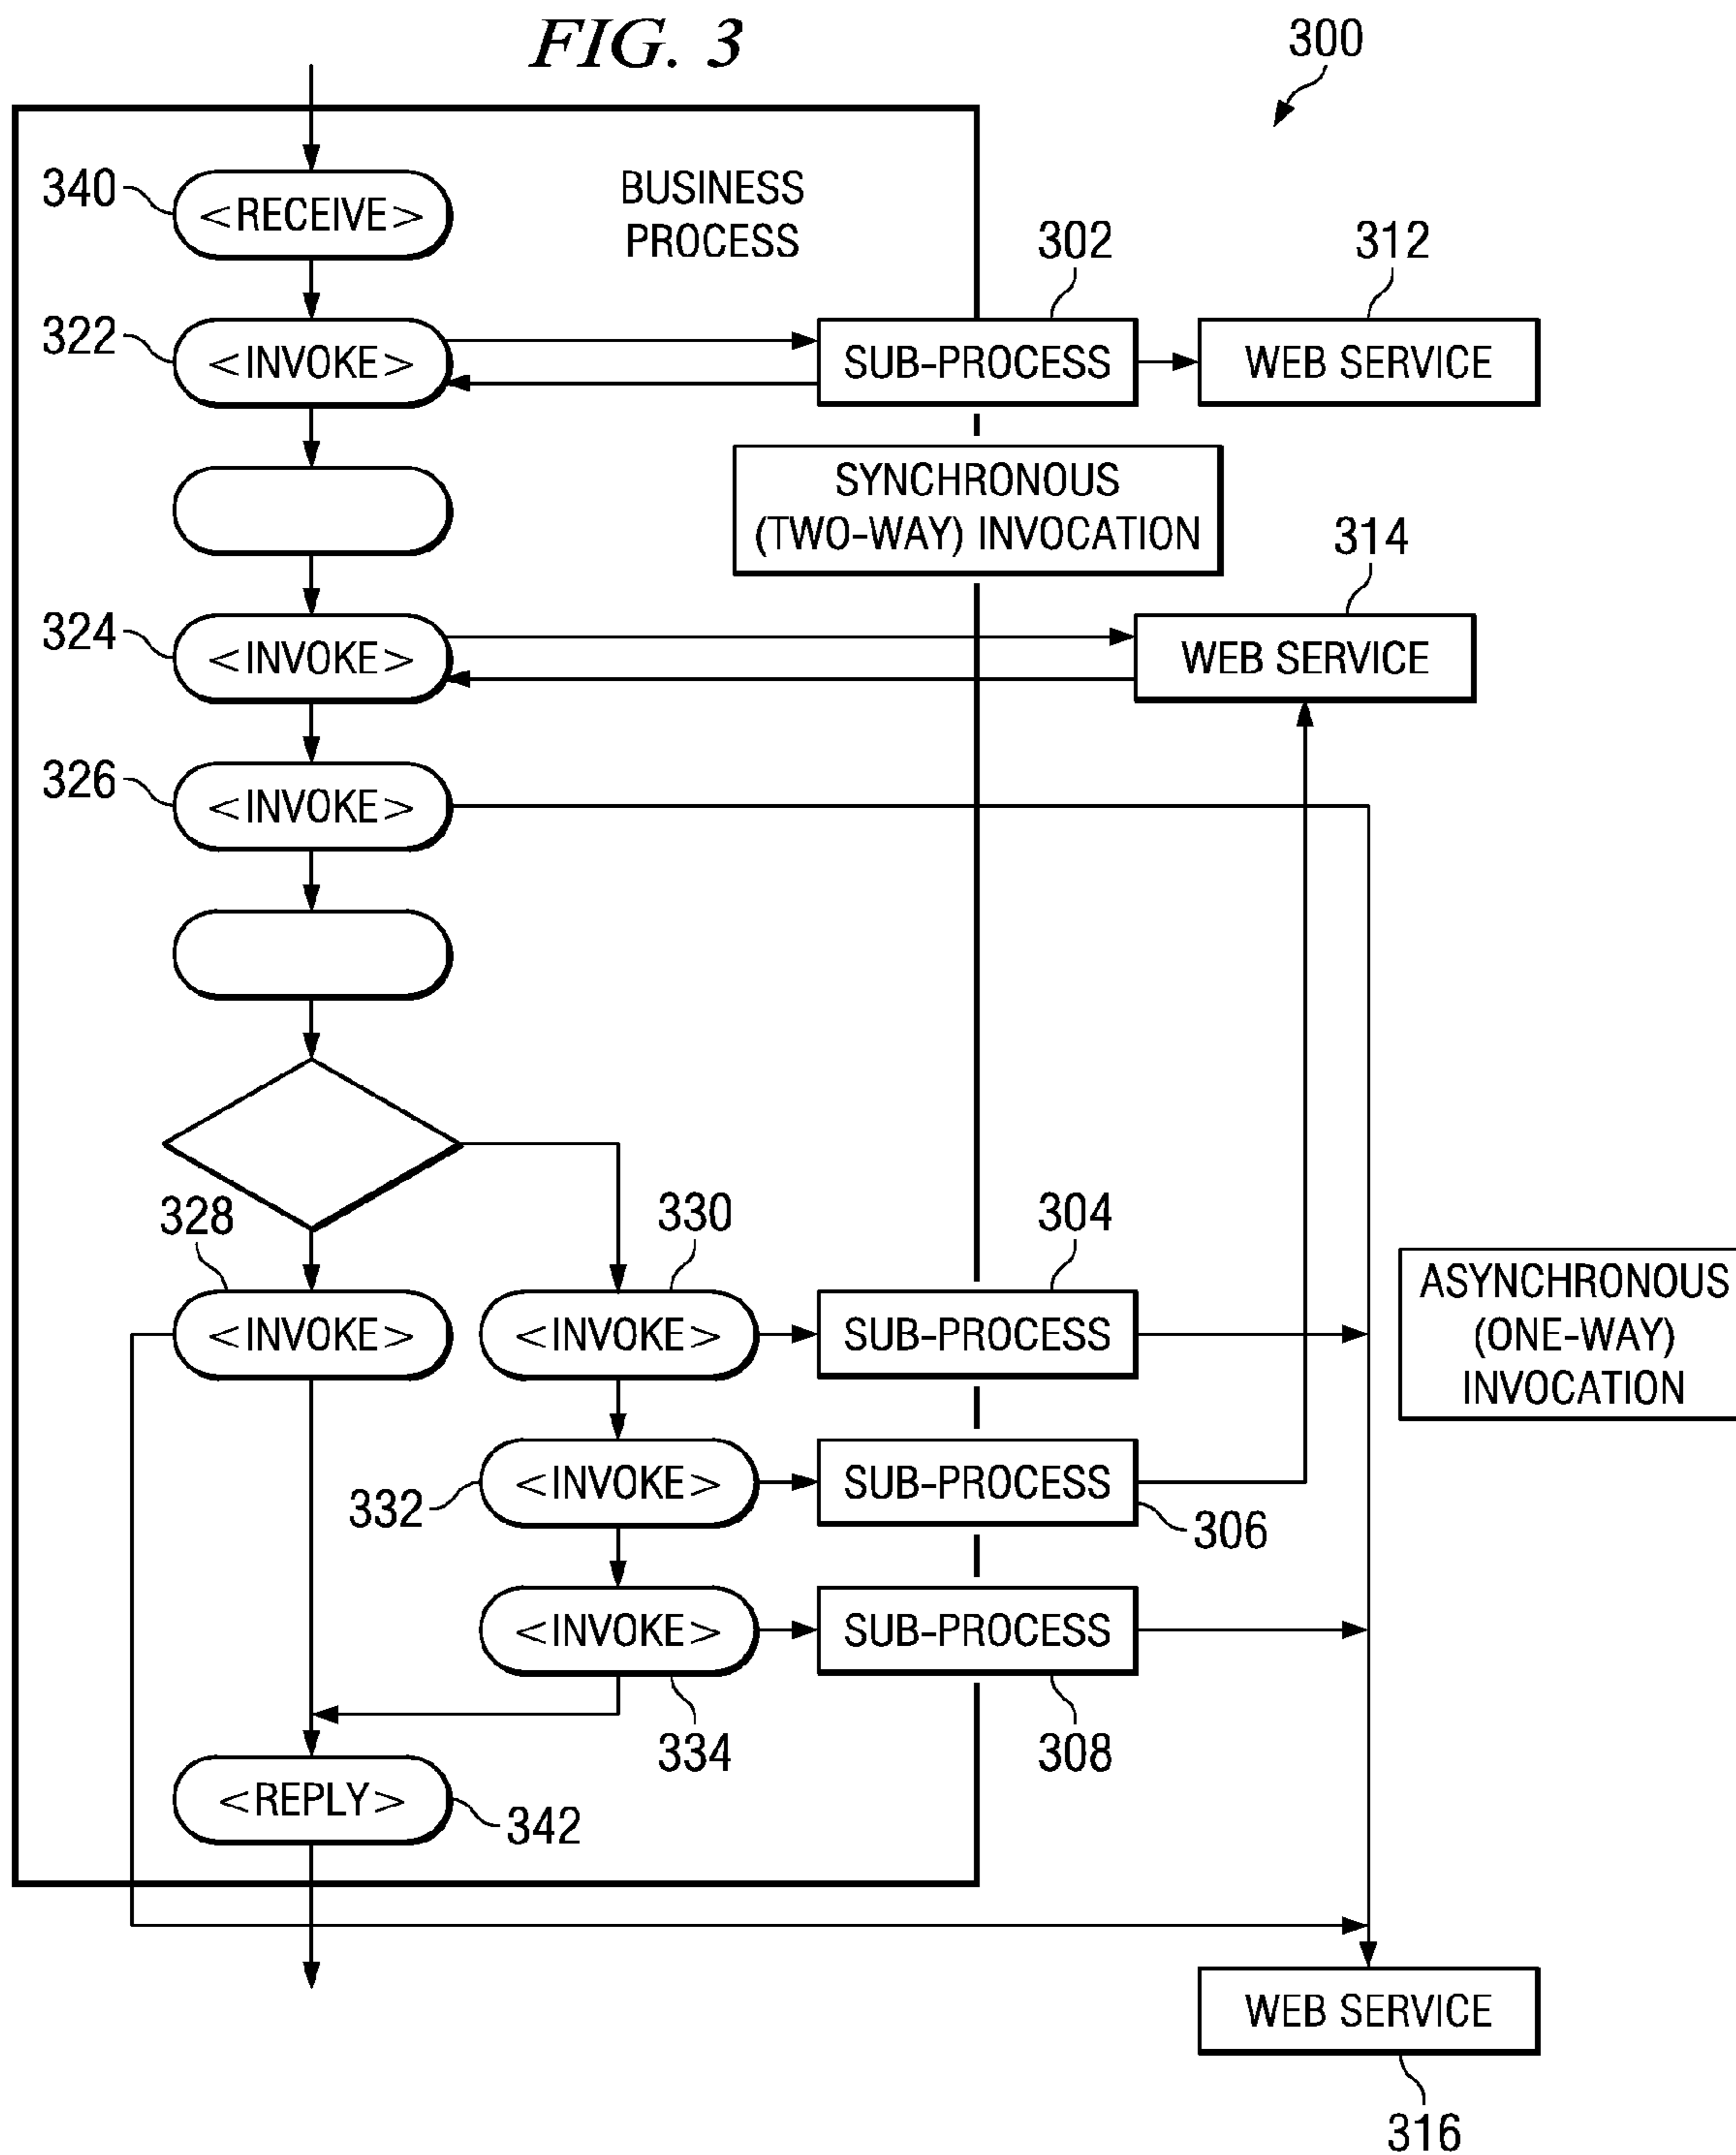 FIG. 3
300
340
<RECEIVE>
BUSINESS
PROCESS
302
312
322
<INVOKE>
SUB-PROCESS
WEB SERVICE
SYNCHRONOUS
(TWO-WAY) INVOCATION
314
324
<INVOKE>
WEB SERVICE
326
<INVOKE>
328
330
304
<INVOKE>
<INVOKE>
SUB-PROCESS
ASYNCHRONOUS
(ONE-WAY)
INVOCATION
332
<INVOKE>
SUB-PROCESS
306
<INVOKE>
SUB-PROCESS
334
308
<REPLY>
342
WEB SERVICE
316